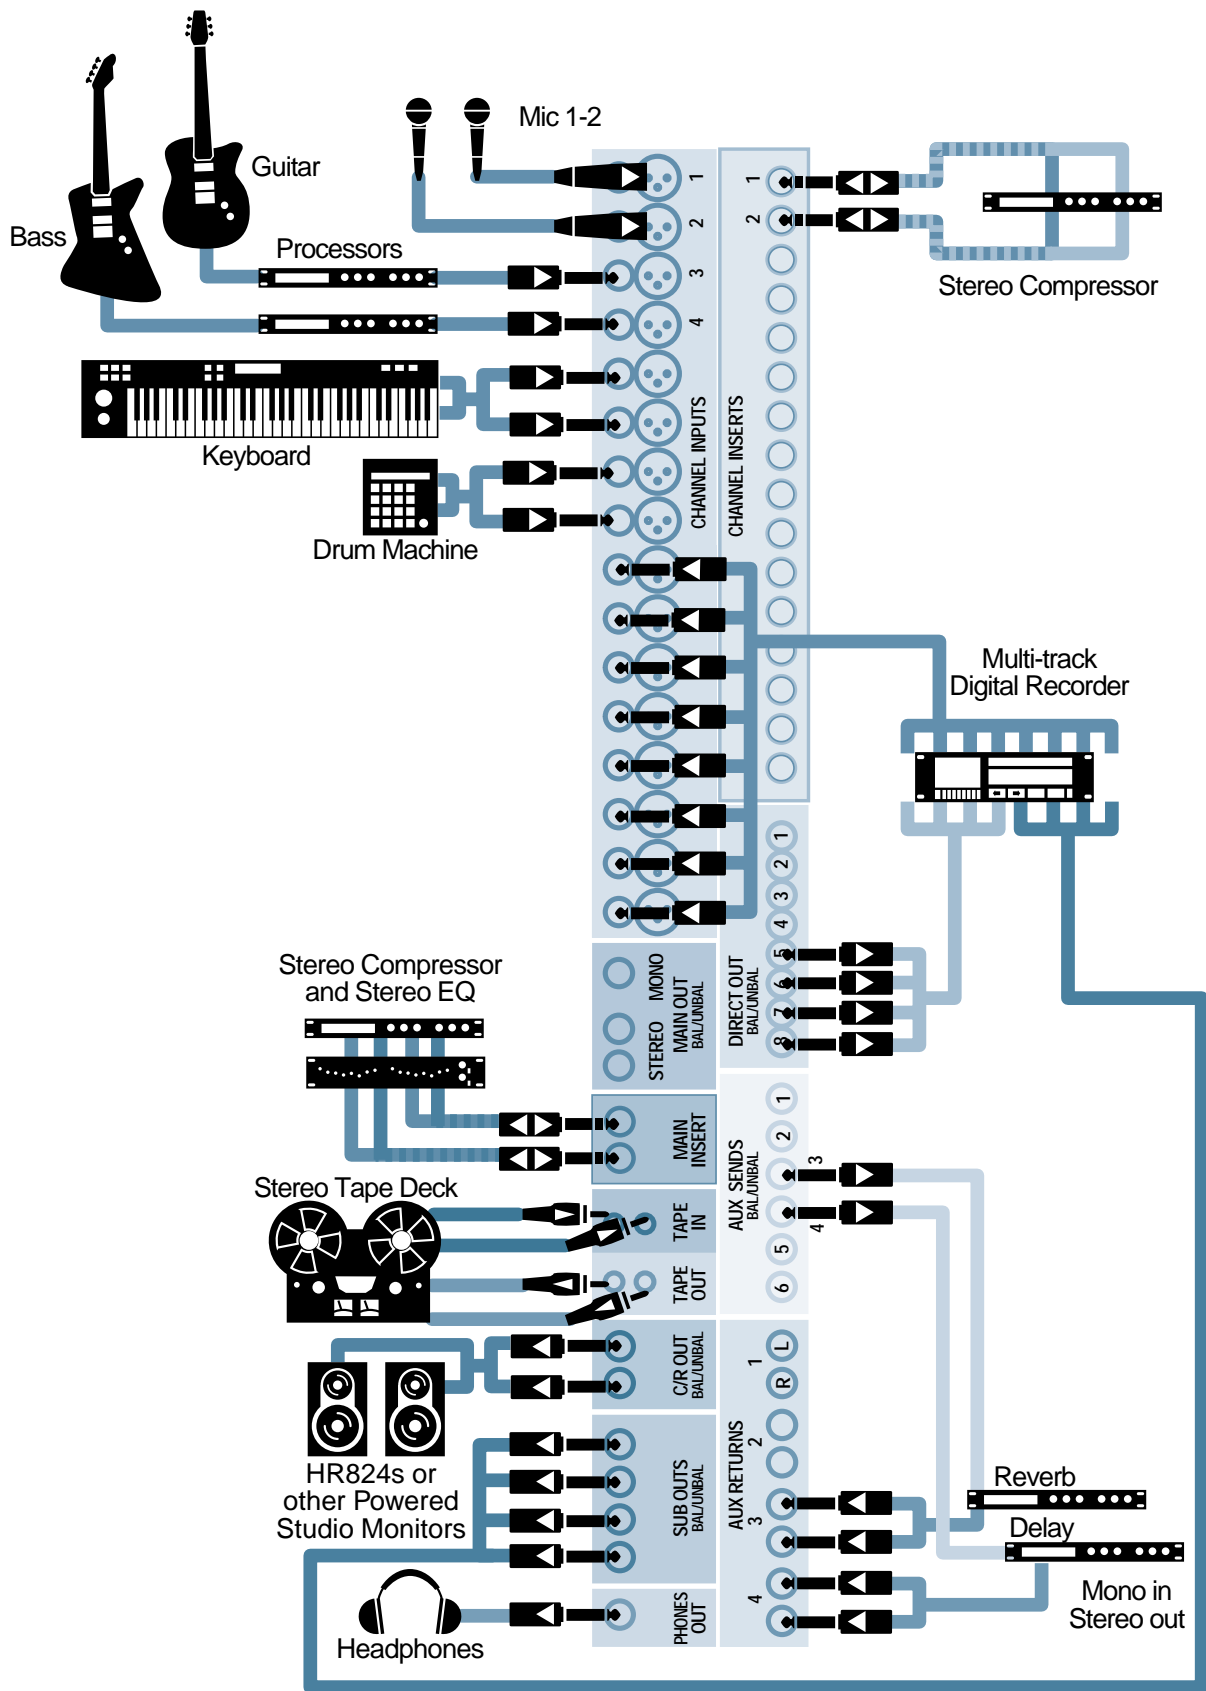 Mic 1-2
Guitar
Bass
Processors
Keyboard
Drum Machine
1
2
3
4
CHANNEL INPUTS
1
2
CHANNEL INSERTS
Stereo Compressor
Multi-track
Digital Recorder
1
2
3
4
5
6
7
8
DIRECT OUT
BAL/UNBAL
Stereo Compressor
and Stereo EQ
STEREO MONO
MAIN OUT
BAL/UNBAL
MAIN
INSERT
AUX SENDS
BAL/UNBAL
1
2
3
4
5
6
Stereo Tape Deck
TAPE
IN
TAPE
OUT
C/R OUT
BAL/UNBAL
HR824s or
other Powered
Studio Monitors
SUB OUTS
BAL/UNBAL
AUX RETURNS
1
L
R
2
3
4
Reverb
Delay
Mono in
Stereo out
Headphones
PHONES
OUT